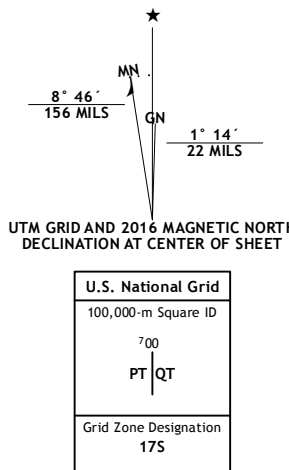 ★
MN
GN
8° 46´
156 MILS
1° 14´
22 MILS
UTM GRID AND 2016 MAGNETIC NORTH
DECLINATION AT CENTER OF SHEET
U.S. National Grid
100,000-m Square ID
⁷00
PT QT
Grid Zone Designation
17S